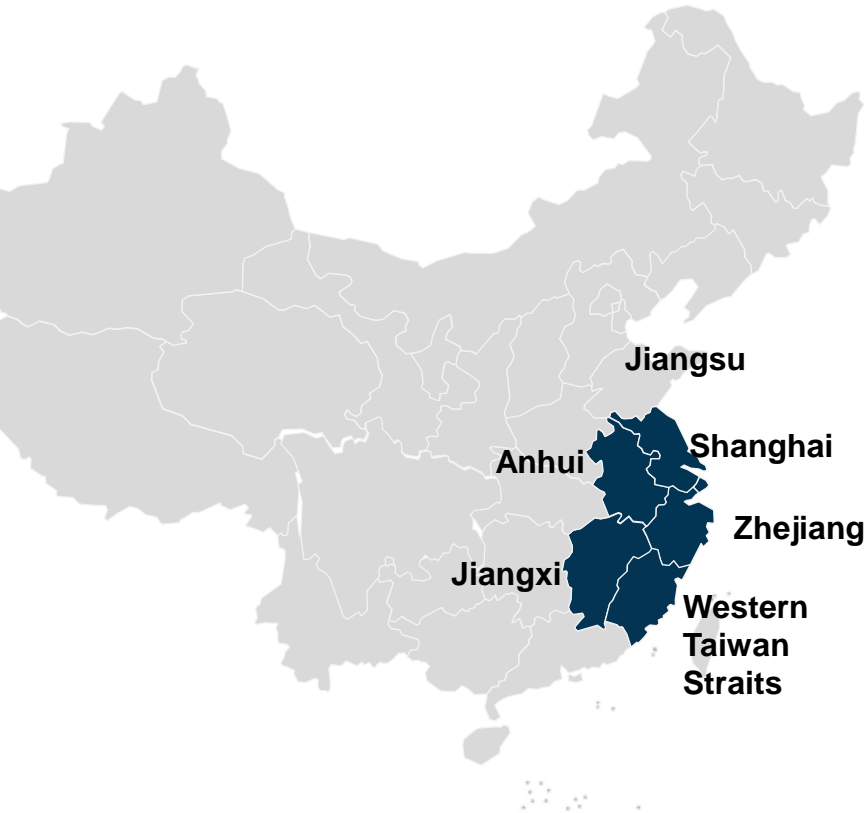 Jiangsu
Shanghai
Anhui
Zhejiang
Jiangxi
Western
Taiwan
Straits